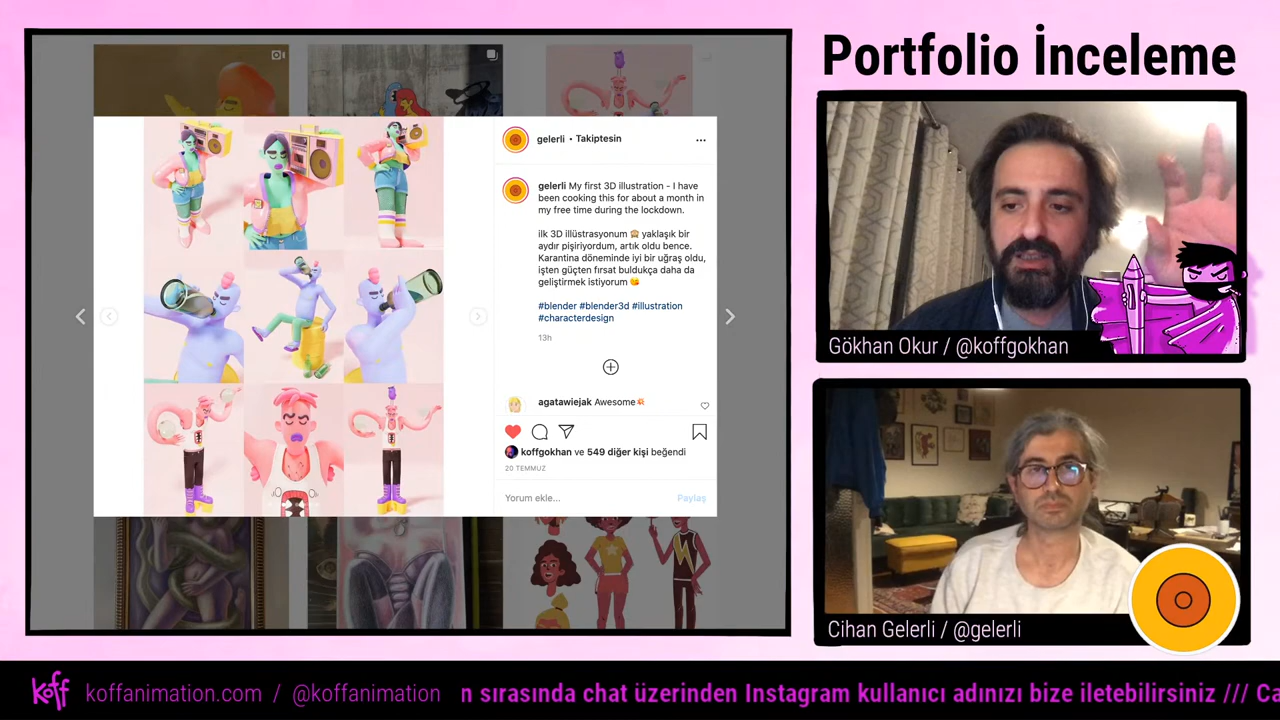 Portfolio İnceleme
gelerli • Takiptesin
gelerli My first 3D illustration - I have
been cooking this for about a month in
my free time during the lockdown.
ilk 3D illüstrasyonum 🙈 yaklaşık bir
aydır pişiriyordum, artık oldu bence.
Karantina döneminde iyi bir uğraş oldu,
işten güçten fırsat buldukça daha da
geliştirmek istiyorum 😘
#blender #blender3d #illustration
#characterdesign
13h
agatawiejak Awesome💥
koffgokhan ve 549 diğer kişi beğendi
20 TEMMUZ
Yorum ekle...
Paylaş
Gökhan Okur / @koffgokhan
Cihan Gelerli / @gelerli
koff koffanimation.com / @koffanimation
n sırasında chat üzerinden Instagram kullanıcı adınızı bize iletebilirsiniz /// Ca